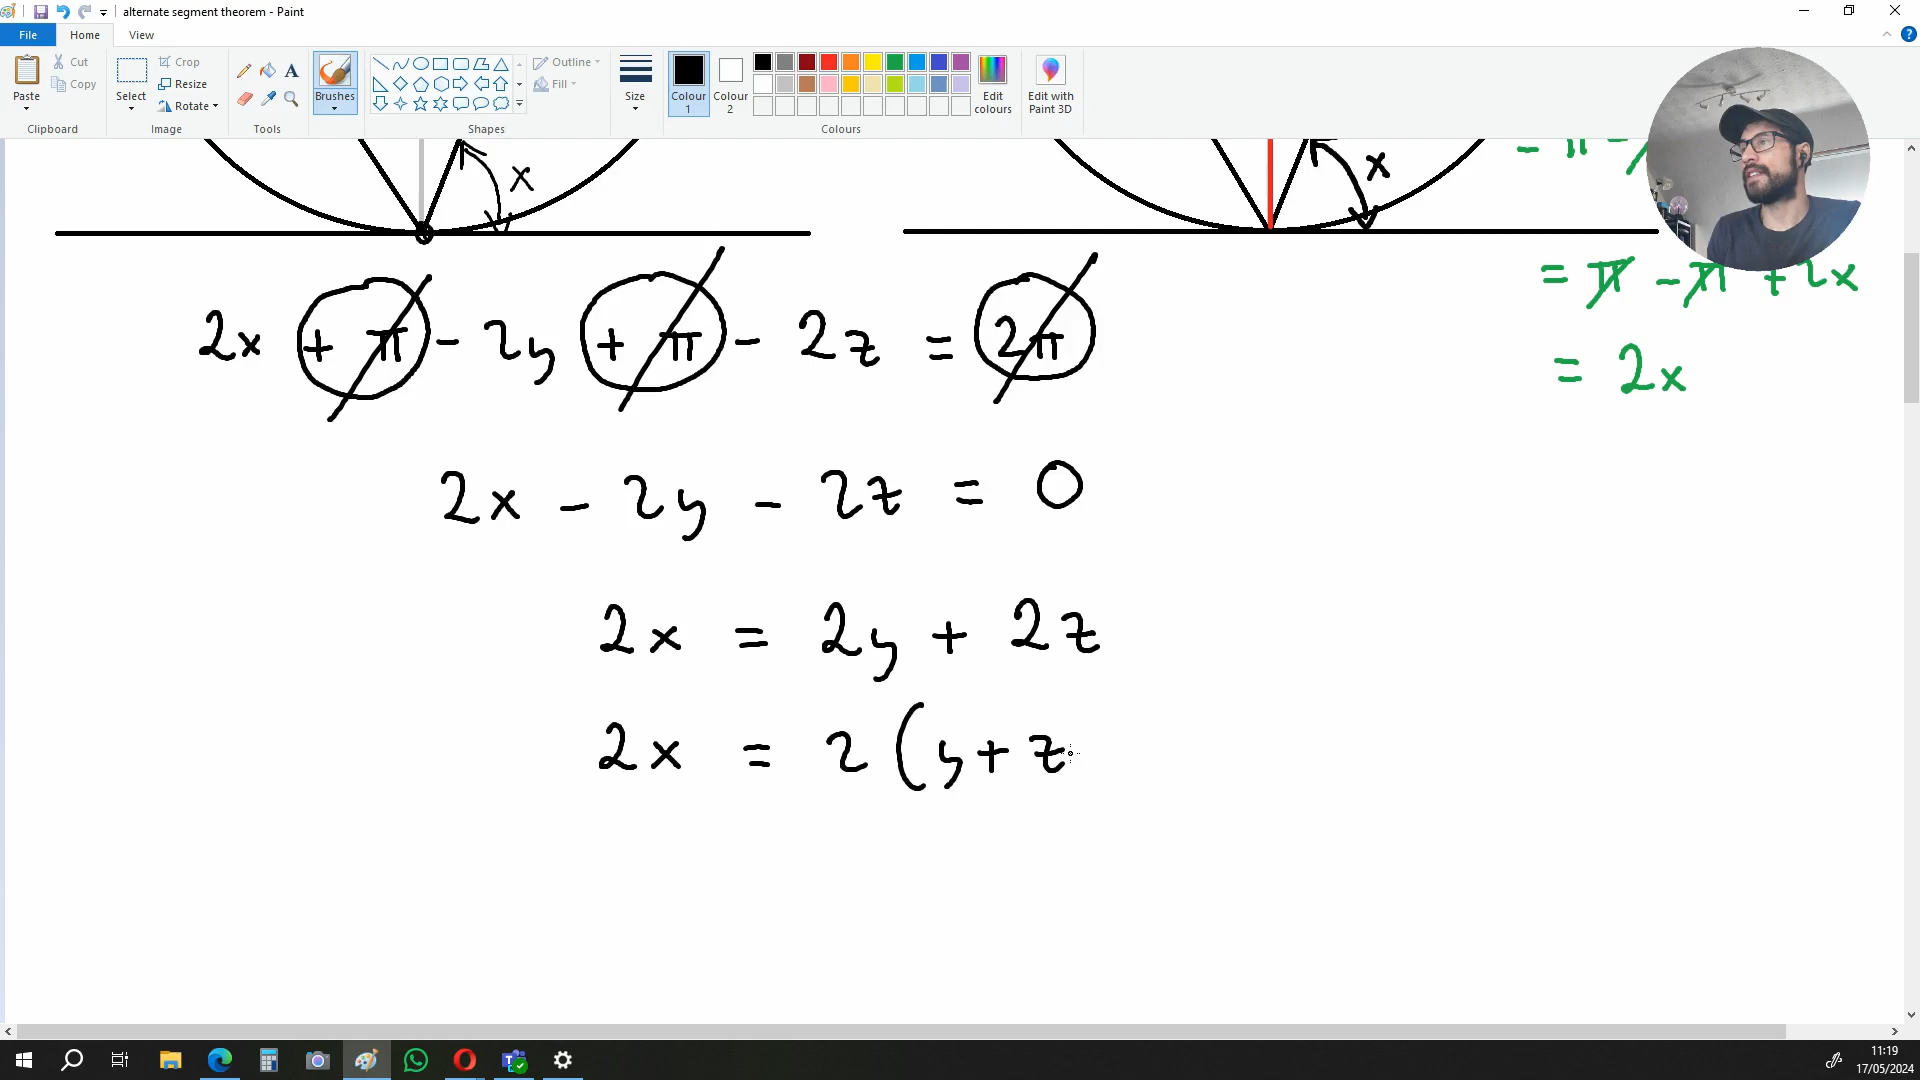 alternate segment theorem - Paint
File Home View
Paste Cut Copy Clipboard
Select Crop Resize Rotate Image
A Tools
Brushes
Shapes Outline Fill
Size
Colour 1 Colour 2 Edit colours Colours
Edit with Paint 3D
x
x
= π -
2x + π - 2y + π - 2z = 2π
= π - π + 2x
= 2x
2x - 2y - 2z = 0
2x = 2y + 2z
2x = 2 (y + z
11:19
17/05/2024